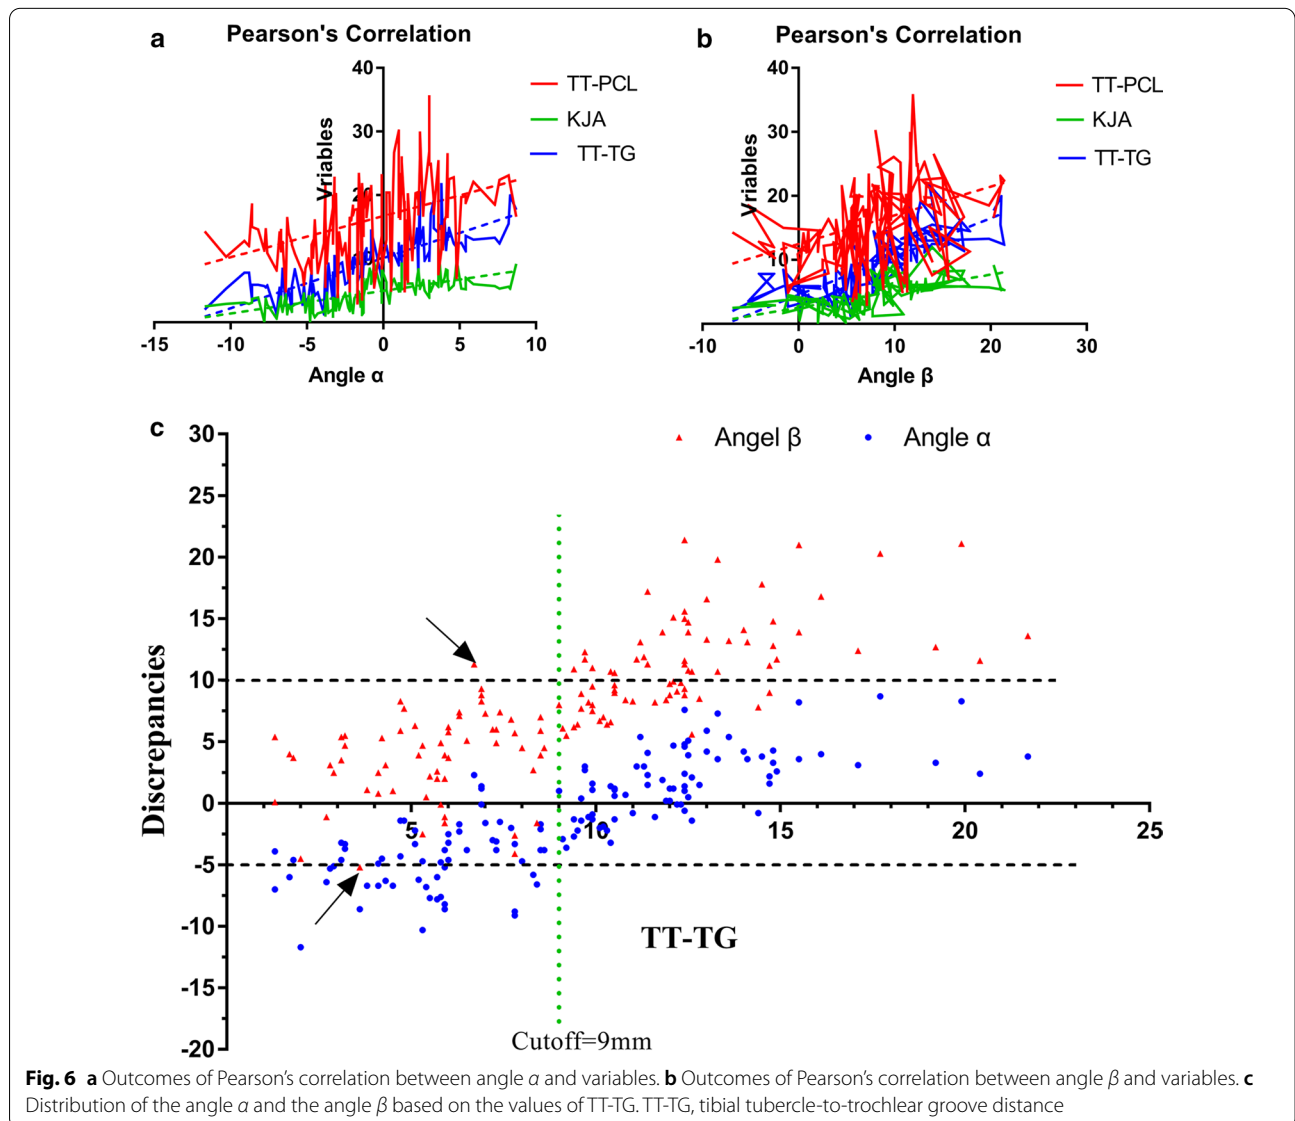 a
Pearson's Correlation
40
30
20
10
Vriables
TT-PCL
KJA
TT-TG
-15 -10 -5 0 5 10
Angle α
b
Pearson's Correlation
40
30
20
10
Vriables
TT-PCL
KJA
TT-TG
-10 0 10 20 30
Angle β
c
Angel β Angle α
30
25
20
15
10
5
0
-5
-10
-15
-20
Discrepancies
5 10 15 20 25
TT-TG
Cutoff=9mm
Fig. 6 a Outcomes of Pearson's correlation between angle α and variables. b Outcomes of Pearson's correlation between angle β and variables. c
Distribution of the angle α and the angle β based on the values of TT-TG. TT-TG, tibial tubercle-to-trochlear groove distance